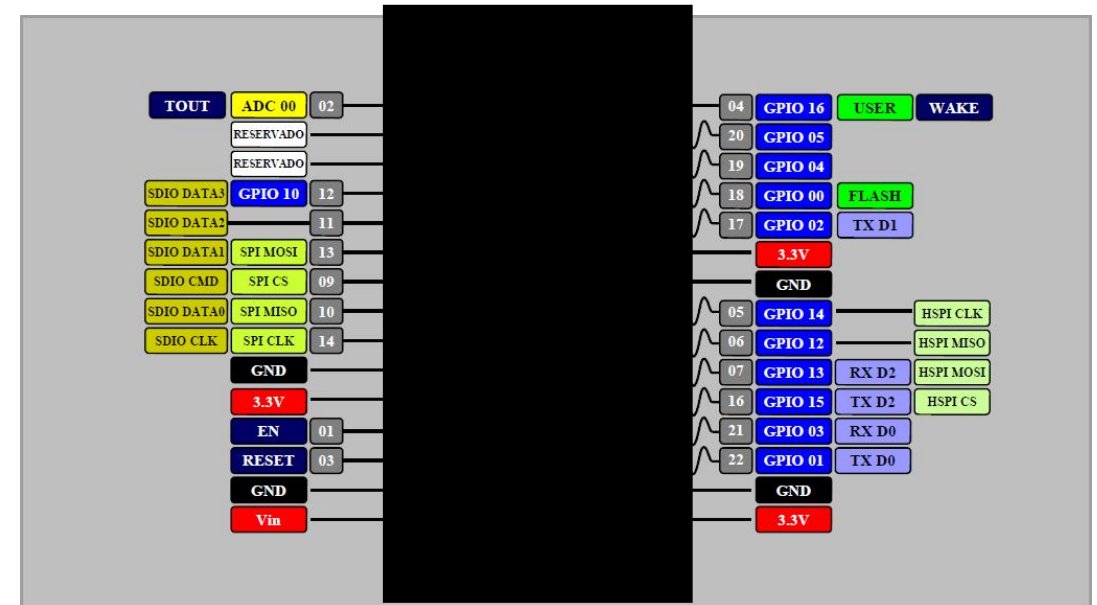 TOUT ADC 00 02
RESERVADO
RESERVADO
SDIO DATA3 GPIO 10 12
SDIO DATA2 11
SDIO DATA1 SPI MOSI 13
SDIO CMD SPI CS 09
SDIO DATA0 SPI MISO 10
SDIO CLK SPI CLK 14
GND
3.3V
EN 01
RESET 03
GND
Vin
04 GPIO 16 USER WAKE
20 GPIO 05
19 GPIO 04
18 GPIO 00 FLASH
17 GPIO 02 TX D1
3.3V
GND
05 GPIO 14 HSPI CLK
06 GPIO 12 HSPI MISO
07 GPIO 13 RX D2 HSPI MOSI
16 GPIO 15 TX D2 HSPI CS
21 GPIO 03 RX D0
22 GPIO 01 TX D0
GND
3.3V